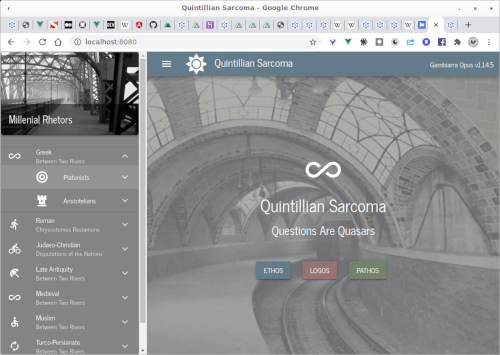 Quintillian Sarcoma - Google Chrome
localhost:8080
Millenial Rhetors
Quintillian Sarcoma
Gambiarra Opus v1.14.5
Greek
Between Two Rivers
Platonists
Aristotelians
Roman
Chrysostomos Reclamans
Judaeo-Christian
Disputations of the Nations
Late Antiquity
Between Two Rivers
Medieval
Between Two Rivers
Muslim
Between Two Rivers
Turco-Persianate
Between Two Rivers
Quintillian Sarcoma
Questions Are Quasars
ETHOS
LOGOS
PATHOS